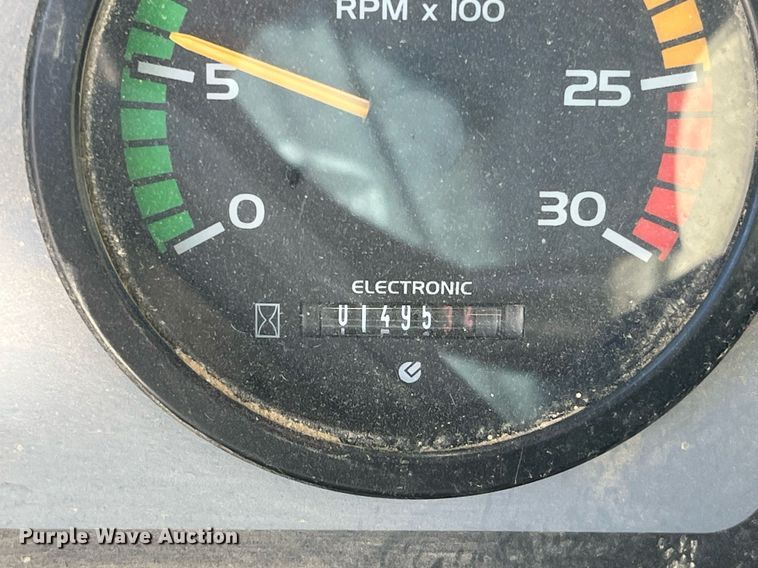 RPM x 100
5
25
0
30
ELECTRONIC
01495
Purple Wave Auction